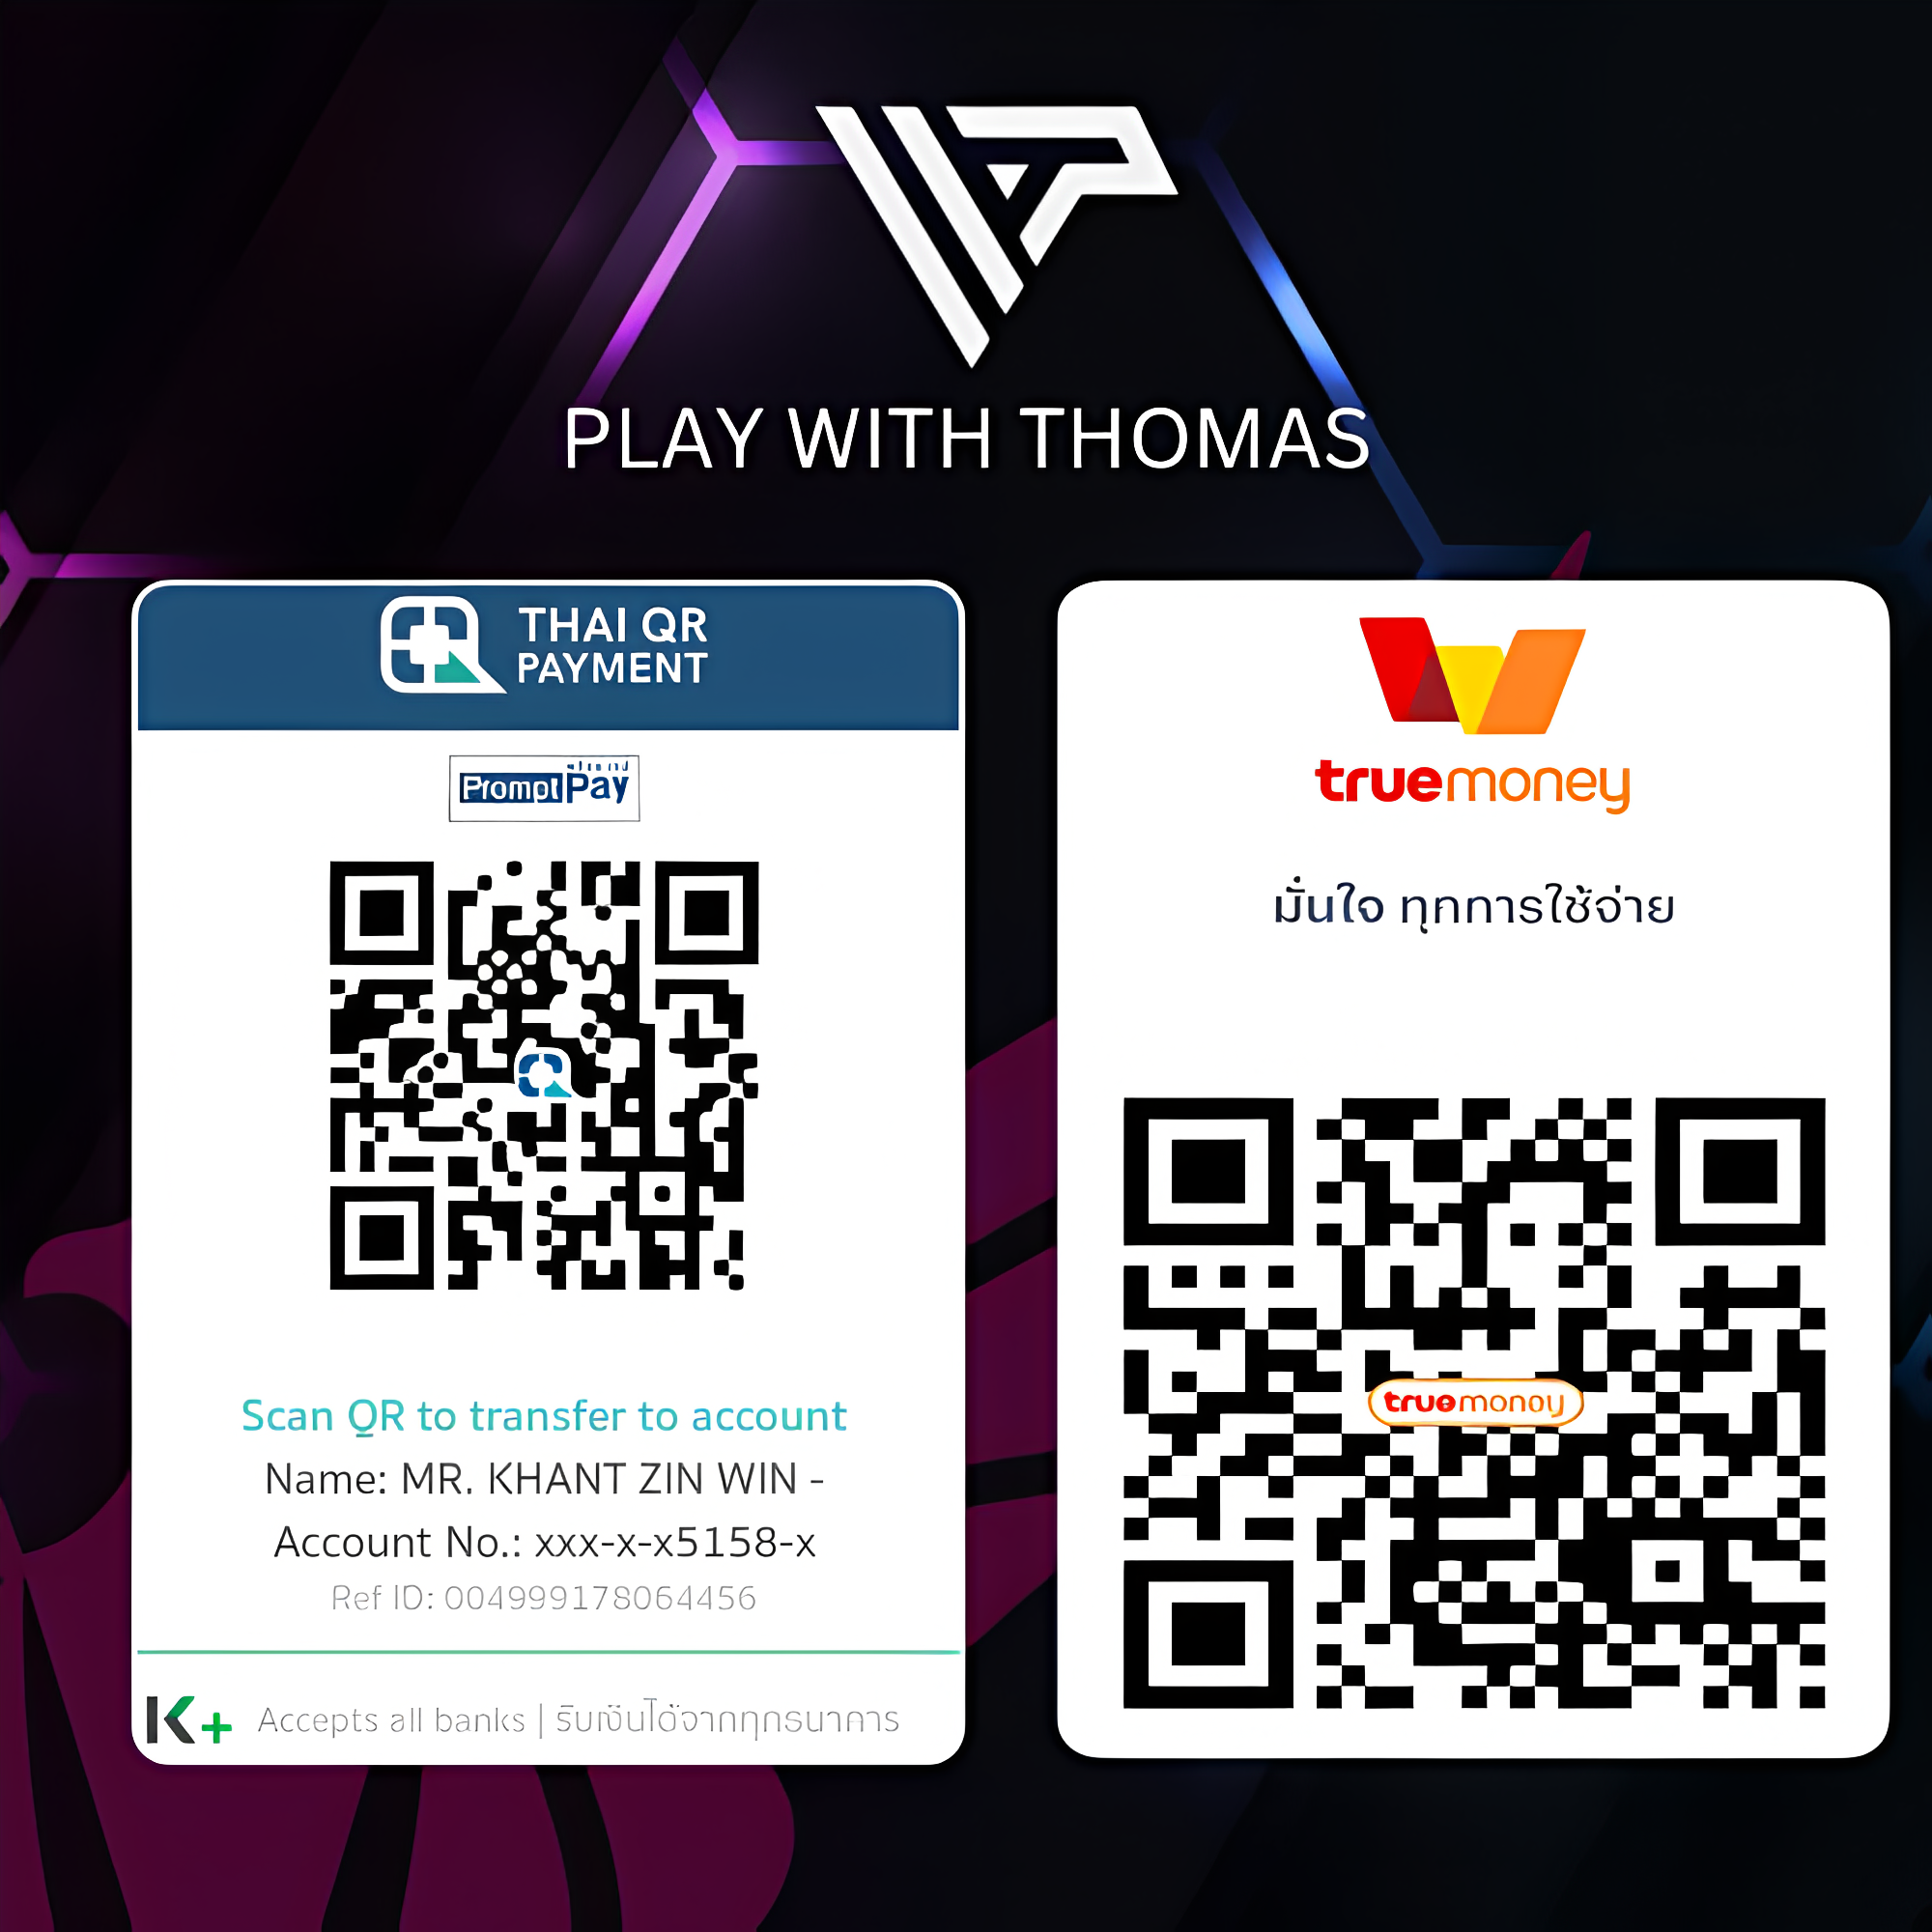 PLAY WITH THOMAS
THAI QR
PAYMENT
PromptPay
Scan QR to transfer to account
Name: MR. KHANT ZIN WIN -
Account No.: xxx-x-x5158-x
Ref ID: 004999178064456
K+ Accepts all banks | รับเงินได้จากทุกธนาคาร
truemoney
มั่นใจ ทุกการใช้จ่าย
truemoney